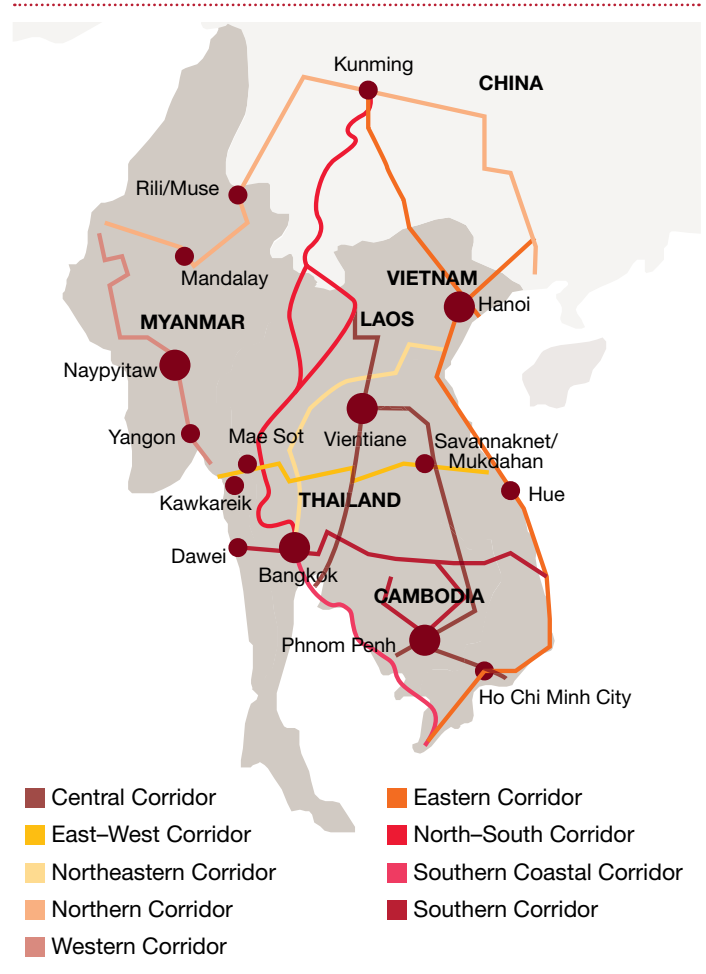 Kunming
CHINA
Rili/Muse
Mandalay
VIETNAM
Hanoi
MYANMAR
LAOS
Naypyitaw
Yangon
Mae Sot
Vientiane
Savannaknet/
Mukdahan
Kawkareik
THAILAND
Hue
Dawei
Bangkok
CAMBODIA
Phnom Penh
Ho Chi Minh City
Central Corridor
East–West Corridor
Northeastern Corridor
Northern Corridor
Western Corridor
Eastern Corridor
North–South Corridor
Southern Coastal Corridor
Southern Corridor